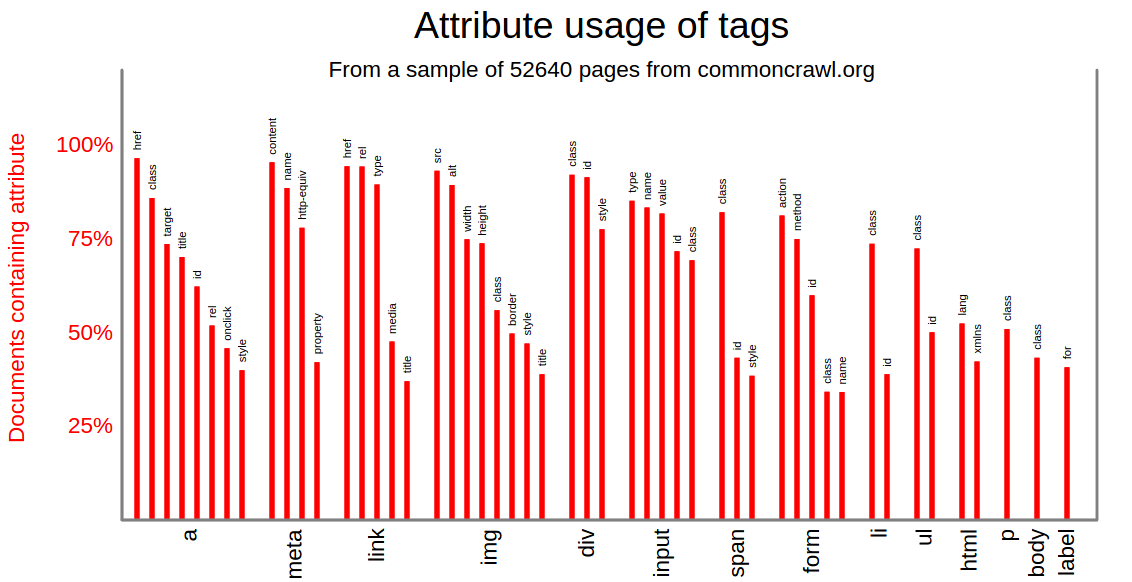 Attribute usage of tags
From a sample of 52640 pages from commoncrawl.org
Documents containing attribute
100%
75%
50%
25%
href
class
target
title
id
rel
onclick
style
content
name
http-equiv
property
href
rel
type
media
title
src
alt
width
height
class
border
style
title
class
id
style
type
name
value
id
class
class
id
style
action
method
id
class
name
class
id
class
id
lang
xmlns
class
class
for
a
meta
link
img
div
input
span
form
li
ul
html
p
body
label